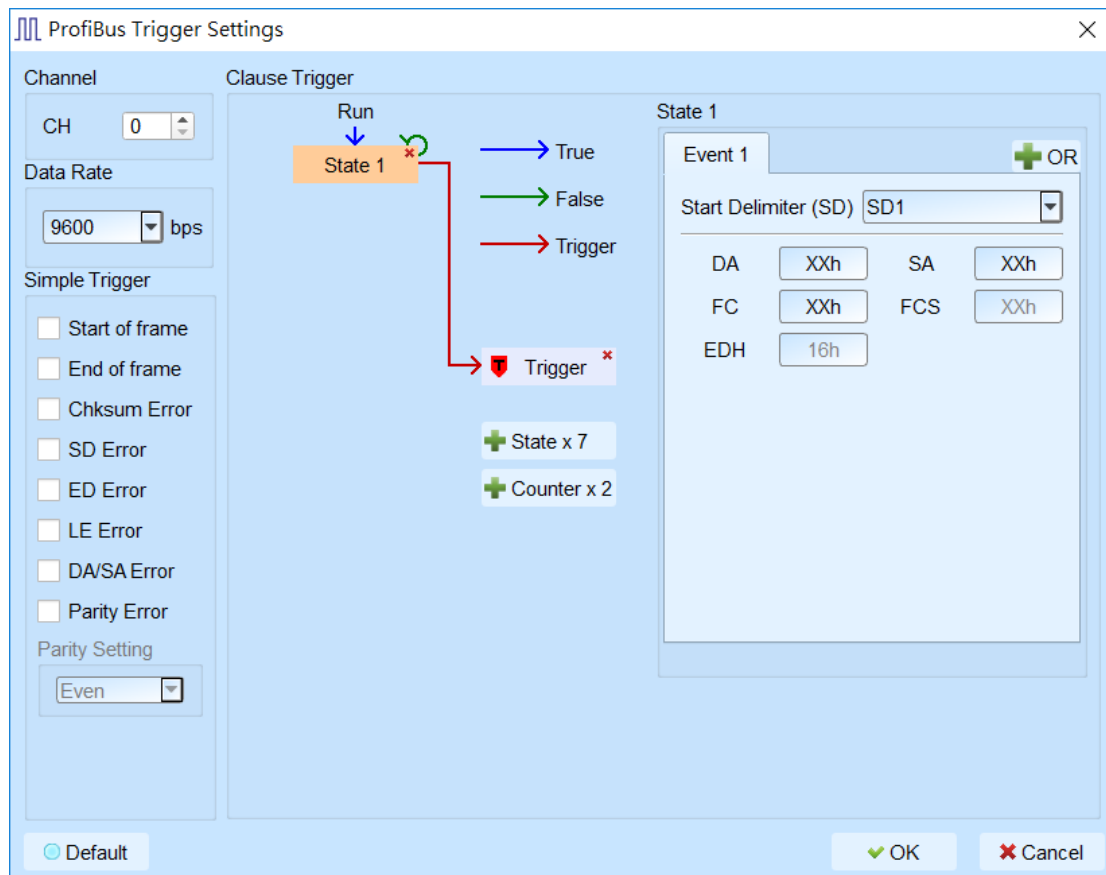 ProfiBus Trigger Settings
Channel
CH 0
Data Rate
9600 bps
Simple Trigger
Start of frame
End of frame
Chksum Error
SD Error
ED Error
LE Error
DA/SA Error
Parity Error
Parity Setting
Even
Clause Trigger
Run
State 1
True
False
Trigger
T Trigger
State x 7
Counter x 2
State 1
Event 1
OR
Start Delimiter (SD) SD1
DA XXh SA XXh
FC XXh FCS XXh
EDH 16h
Default
OK
Cancel